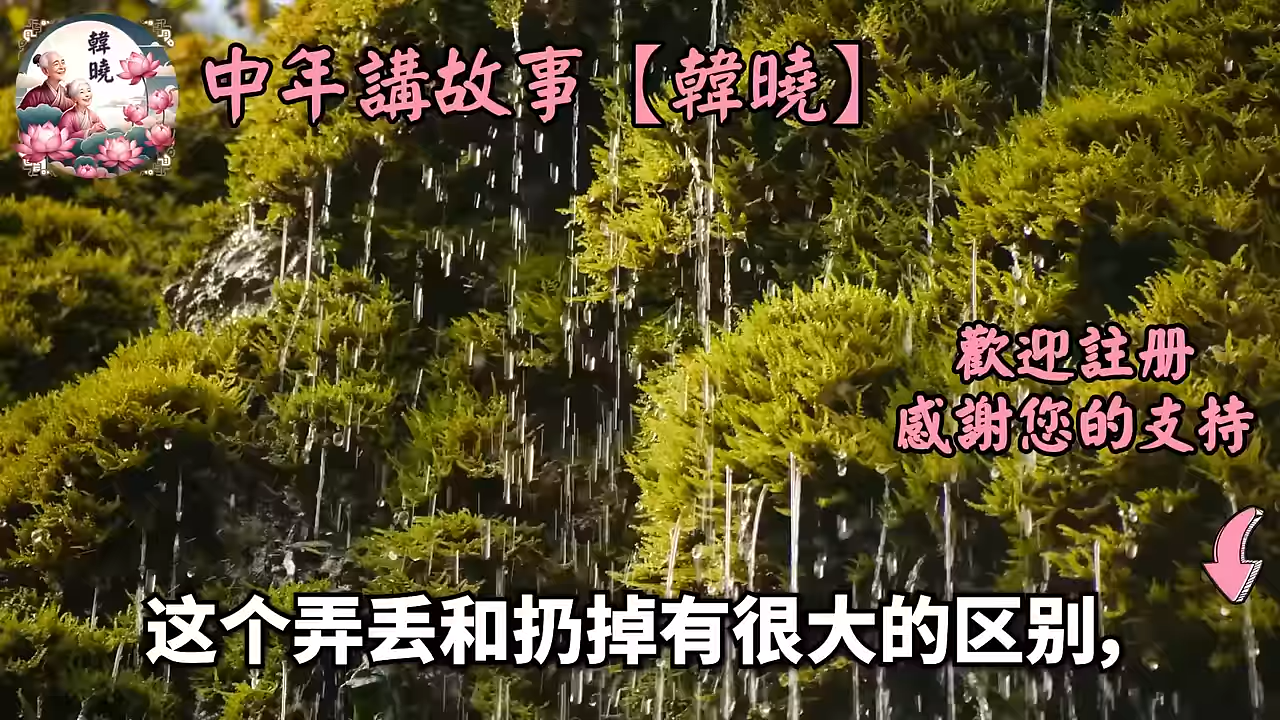 韓
曉
中年講故事【韓曉】
歡迎註册
感謝您的支持
这个弄丢和扔掉有很大的区别,